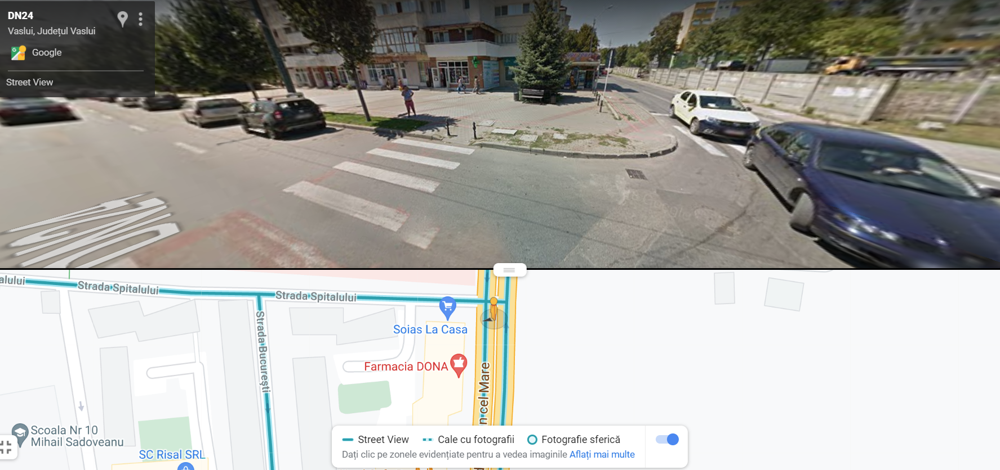 DN24
Vaslui, Județul Vaslui
Google
Street View
alului
Strada Spitalului
Strada Spitalului
Strada București
Soias La Casa
Farmacia DONA
n cel Mare
Scoala Nr 10
Mihail Sadoveanu
SC Risal SRL
Street View
Cale cu fotografii
Fotografie sferică
Dați clic pe zonele evidențiate pentru a vedea imaginile Aflați mai multe